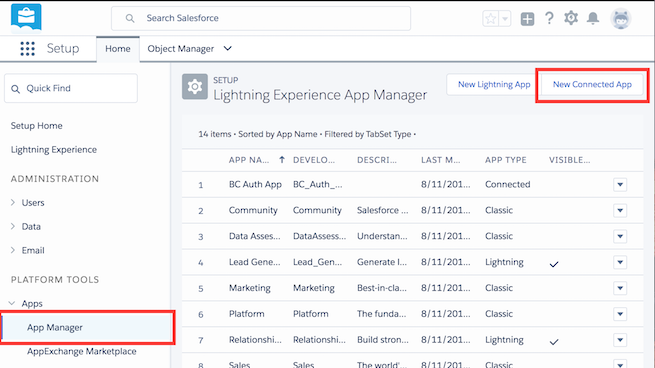 Search Salesforce
Setup
Home
Object Manager
Quick Find
Setup Home
Lightning Experience
ADMINISTRATION
Users
Data
Email
PLATFORM TOOLS
Apps
App Manager
AppExchange Marketplace
SETUP
Lightning Experience App Manager
New Lightning App
New Connected App
14 items • Sorted by App Name • Filtered by TabSet Type •
APP NA... ↑ DEVELO... DESCRI... LAST M... APP TYPE VISIBLE...
1 BC Auth App BC_Auth_... 8/11/201... Connected
2 Community Community Salesforce ... 8/11/201... Classic
3 Data Assess... DataAssess... Understan... 8/11/201... Classic
4 Lead Gene... Lead_Gen... Generate l... 8/11/201... Lightning ✓
5 Marketing Marketing Best-in-cla... 8/11/201... Classic
6 Platform Platform The funda... 8/11/201... Classic
7 Relationshi... Relationshi... Build stron... 8/11/201... Lightning ✓
8 Sales Sales The world'... 8/11/201... Classic